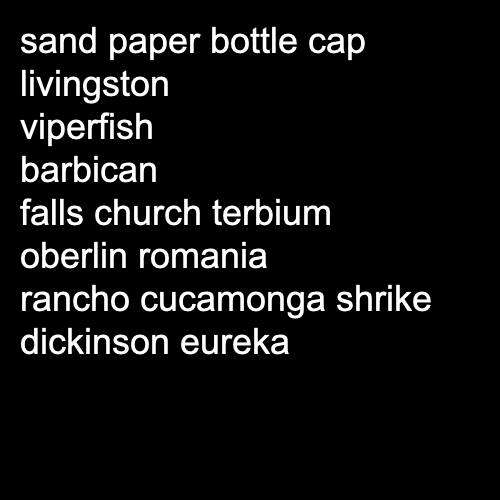 sand paper bottle cap
livingston
viperfish
barbican
falls church terbium
oberlin romania
rancho cucamonga shrike
dickinson eureka